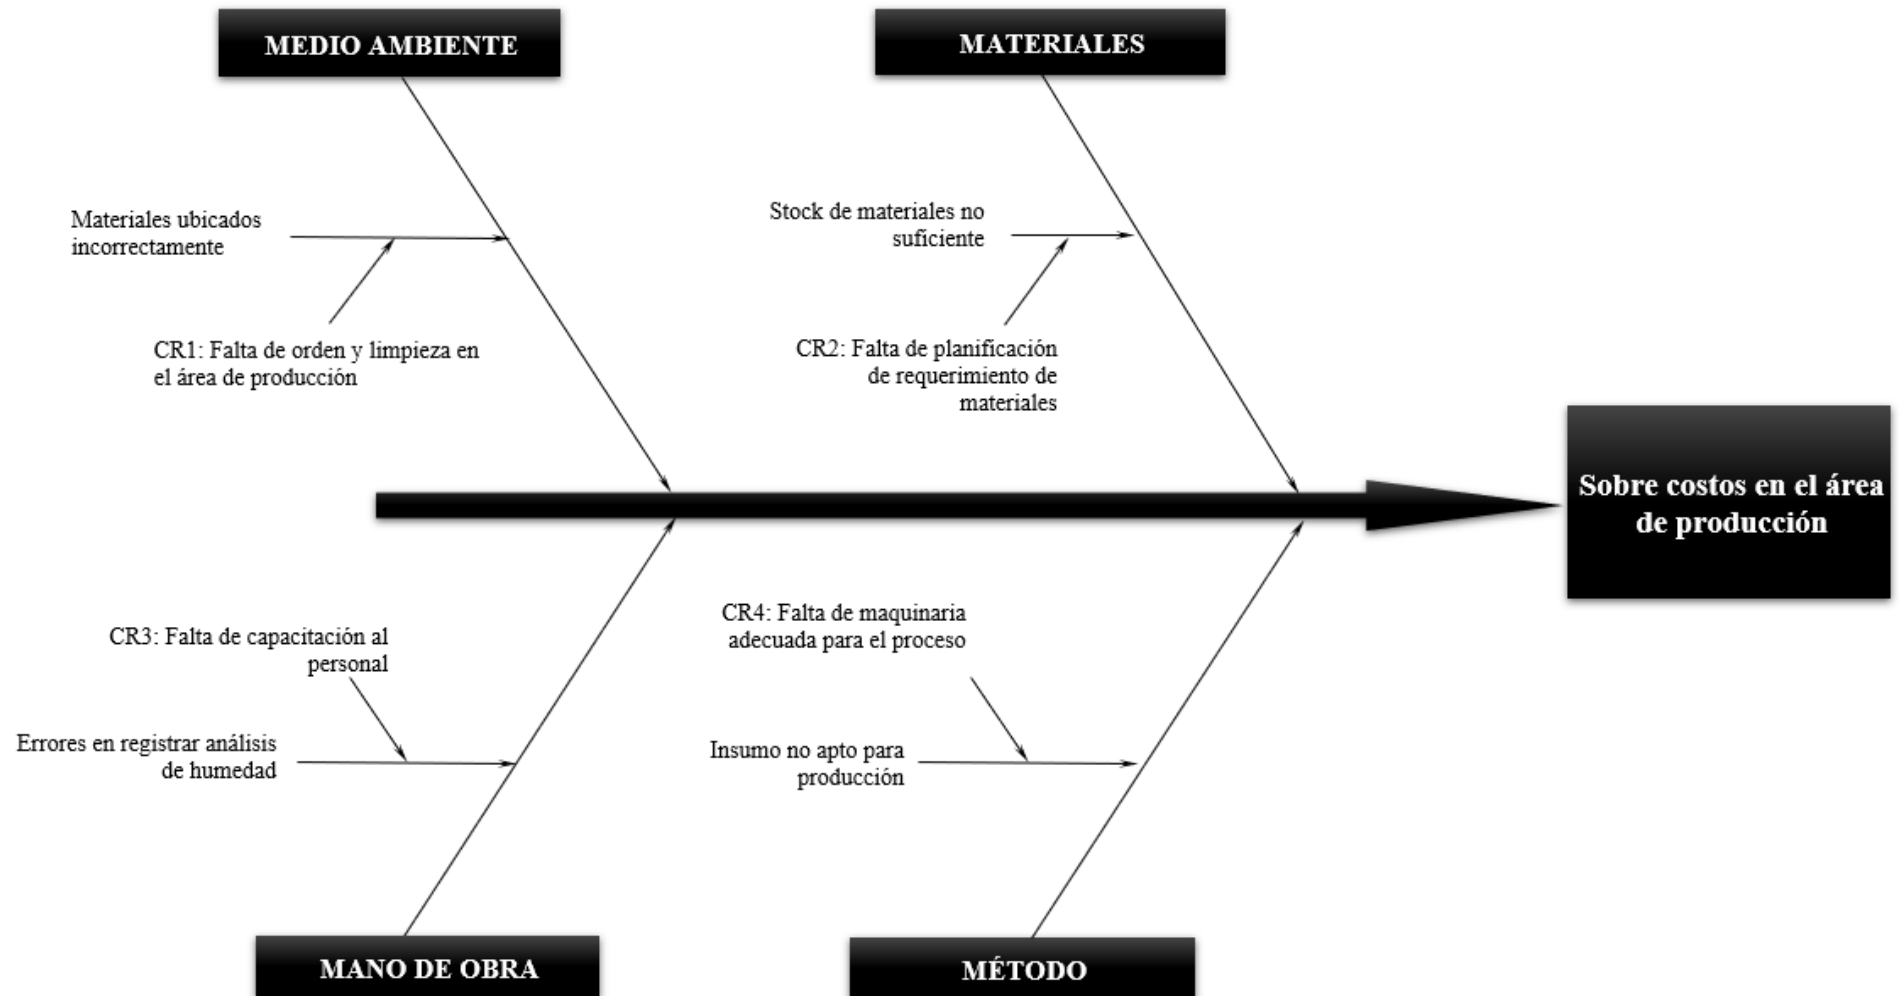 MEDIO AMBIENTE
MATERIALES
Materiales ubicados
incorrectamente
Stock de materiales no
suficiente
CR1: Falta de orden y limpieza en
el área de producción
CR2: Falta de planificación
de requerimiento de
materiales
Sobre costos en el área
de producción
CR3: Falta de capacitación al
personal
CR4: Falta de maquinaria
adecuada para el proceso
Errores en registrar análisis
de humedad
Insumo no apto para
producción
MANO DE OBRA
MÉTODO